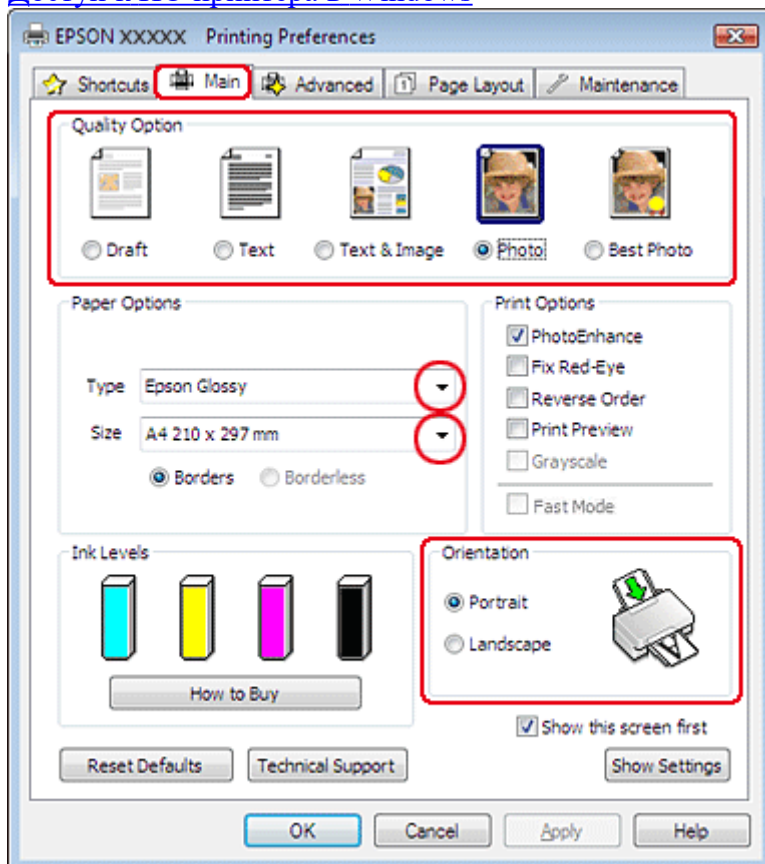 EPSON XXXXX Printing Preferences
Shortcuts Main Advanced Page Layout Maintenance
Quality Option
Draft Text Text & Image Photo Best Photo
Paper Options
Type Epson Glossy
Size A4 210 x 297 mm
Borders Borderless
Print Options
PhotoEnhance
Fix Red-Eye
Reverse Order
Print Preview
Grayscale
Fast Mode
Ink Levels
How to Buy
Orientation
Portrait
Landscape
Show this screen first
Reset Defaults Technical Support Show Settings
OK Cancel Apply Help